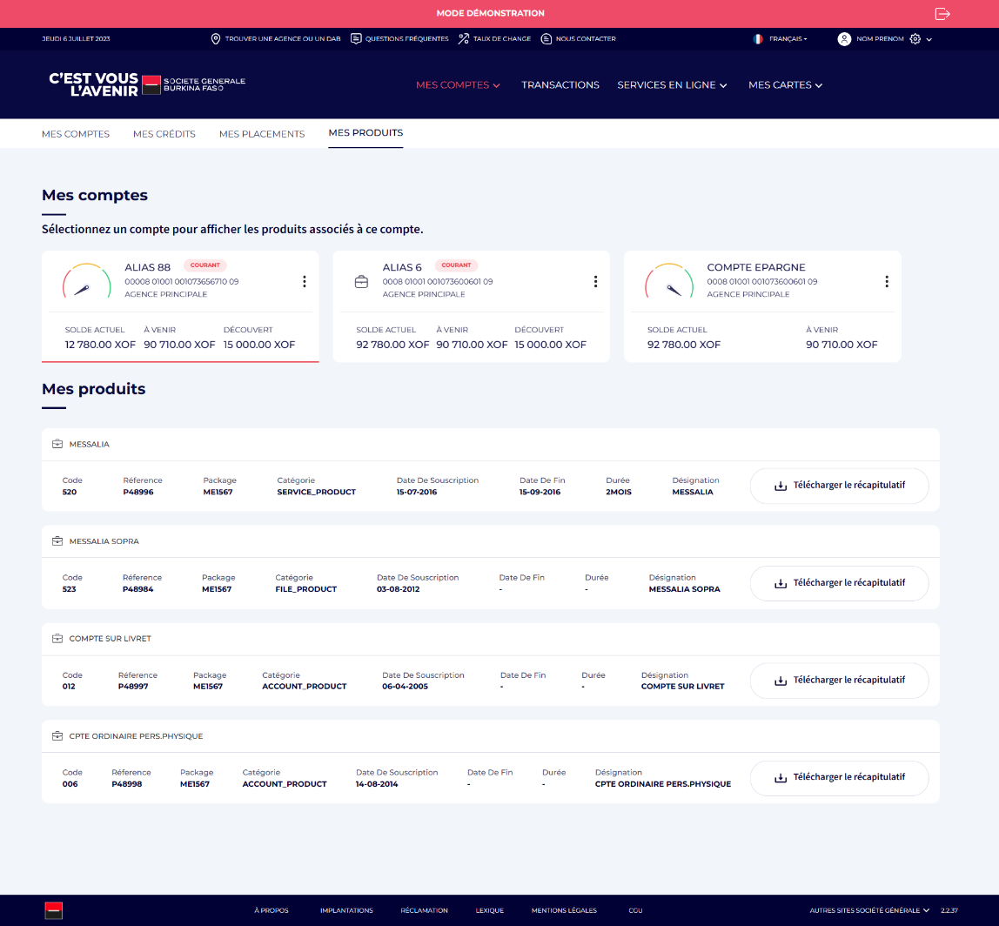 MODE DÉMONSTRATION
JEUDI 6 JUILLET 2023 TROUVER UNE AGENCE OU UN DAB QUESTIONS FRÉQUENTES TAUX DE CHANGE NOUS CONTACTER FRANÇAIS NOM PRENOM
C'EST VOUS L'AVENIR SOCIETE GENERALE BURKINA FASO
MES COMPTES TRANSACTIONS SERVICES EN LIGNE MES CARTES
MES COMPTES MES CRÉDITS MES PLACEMENTS MES PRODUITS
Mes comptes
Sélectionnez un compte pour afficher les produits associés à ce compte.
ALIAS 88 COURANT
00008 01001 001073656710 09
AGENCE PRINCIPALE
SOLDE ACTUEL À VENIR DÉCOUVERT
12 780.00 XOF 90 710.00 XOF 15 000.00 XOF
ALIAS 6 COURANT
0008 01001 001073600601 09
AGENCE PRINCIPALE
SOLDE ACTUEL À VENIR DÉCOUVERT
92 780.00 XOF 90 710.00 XOF 15 000.00 XOF
COMPTE EPARGNE
0008 01001 001073600601 09
AGENCE PRINCIPALE
SOLDE ACTUEL À VENIR
92 780.00 XOF 90 710.00 XOF
Mes produits
MESSALIA
Code Réference Package Catégorie Date De Souscription Date De Fin Durée Désignation
520 P48996 ME1567 SERVICE_PRODUCT 15-07-2016 15-09-2016 2MOIS MESSALIA
Télécharger le récapitulatif
MESSALIA SOPRA
Code Réference Package Catégorie Date De Souscription Date De Fin Durée Désignation
523 P48984 ME1567 FILE_PRODUCT 03-08-2012 - - MESSALIA SOPRA
Télécharger le récapitulatif
COMPTE SUR LIVRET
Code Réference Package Catégorie Date De Souscription Date De Fin Durée Désignation
012 P48997 ME1567 ACCOUNT_PRODUCT 06-04-2005 - - COMPTE SUR LIVRET
Télécharger le récapitulatif
CPTE ORDINAIRE PERS.PHYSIQUE
Code Réference Package Catégorie Date De Souscription Date De Fin Durée Désignation
006 P48998 ME1567 ACCOUNT_PRODUCT 14-08-2014 - - CPTE ORDINAIRE PERS.PHYSIQUE
Télécharger le récapitulatif
À PROPOS IMPLANTATIONS RÉCLAMATION LEXIQUE MENTIONS LÉGALES CGU AUTRES SITES SOCIÉTÉ GÉNÉRALE 2.2.37